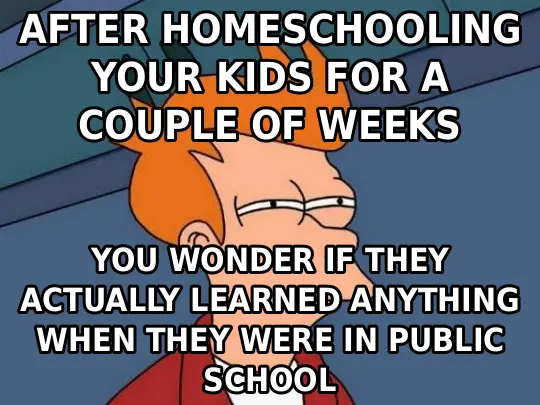 AFTER HOMESCHOOLING
YOUR KIDS FOR A
COUPLE OF WEEKS
YOU WONDER IF THEY
ACTUALLY LEARNED ANYTHING
WHEN THEY WERE IN PUBLIC
SCHOOL